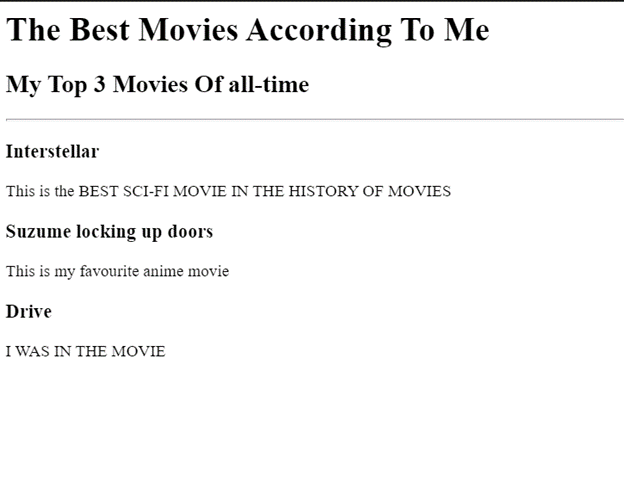 The Best Movies According To Me
My Top 3 Movies Of all-time
Interstellar
This is the BEST SCI-FI MOVIE IN THE HISTORY OF MOVIES
Suzume locking up doors
This is my favourite anime movie
Drive
I WAS IN THE MOVIE